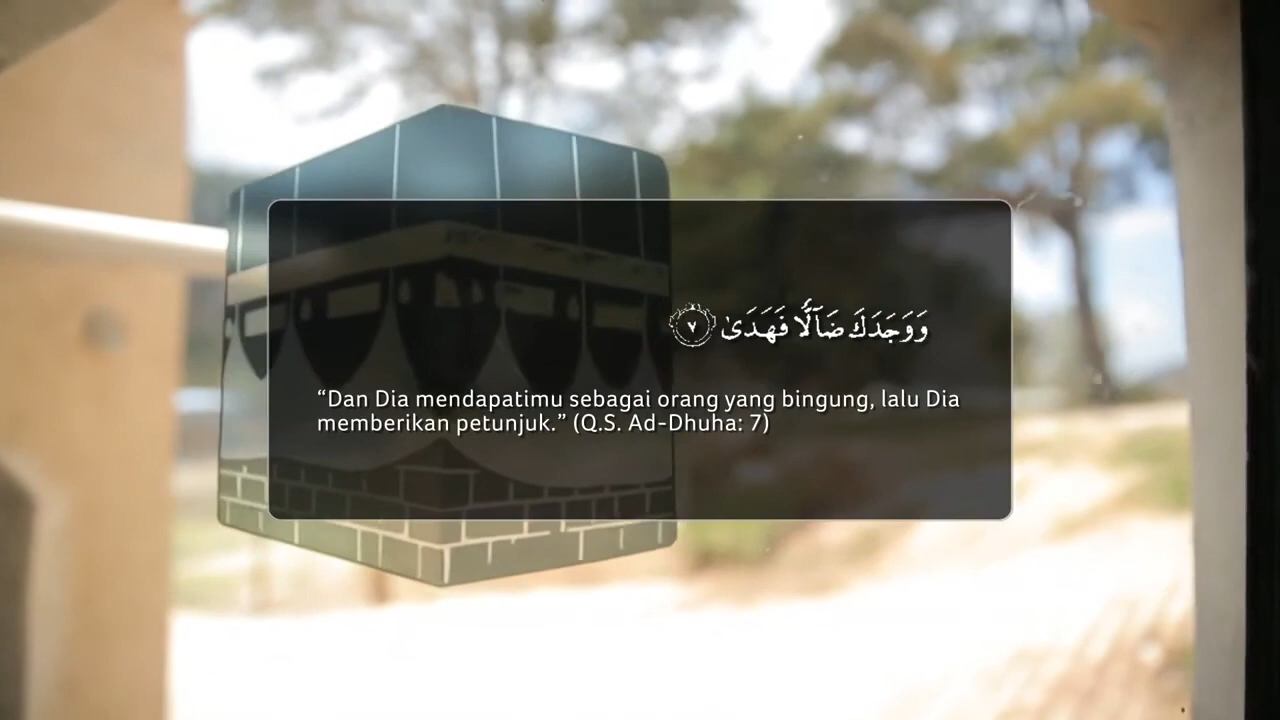 وَوَجَدَكَ ضَآلًّا فَهَدَىٰ ٧
“Dan Dia mendapatimu sebagai orang yang bingung, lalu Dia
memberikan petunjuk.” (Q.S. Ad-Dhuha: 7)